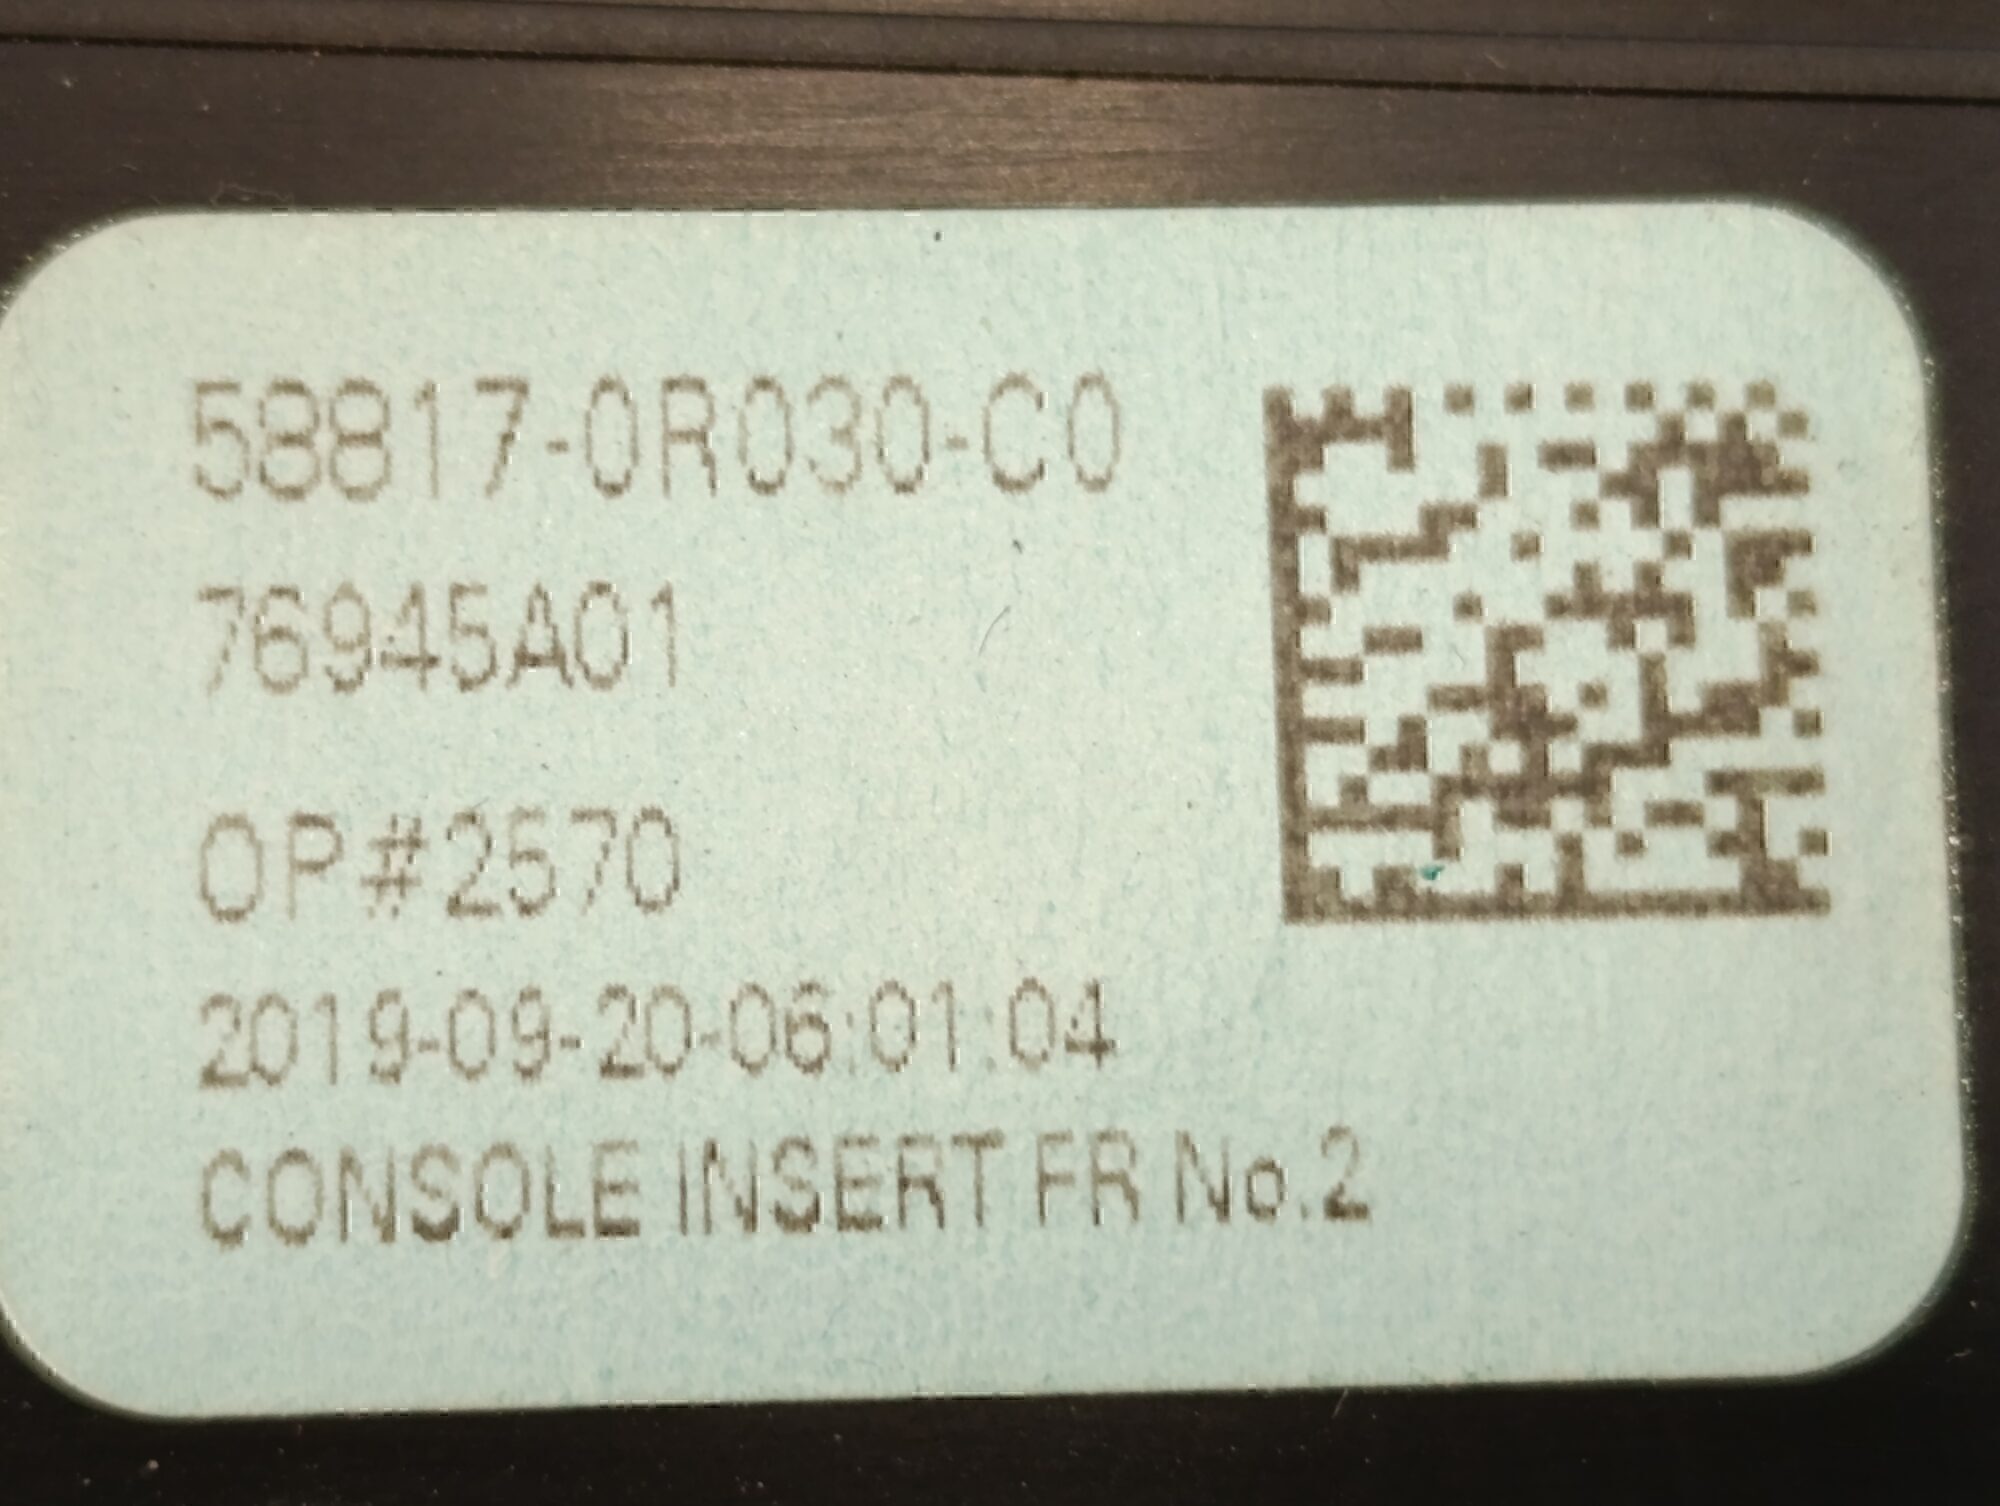 58817-0R030-C0
76945A01
OP#2570
2019-09-20-06:01:04
CONSOLE INSERT FR No.2